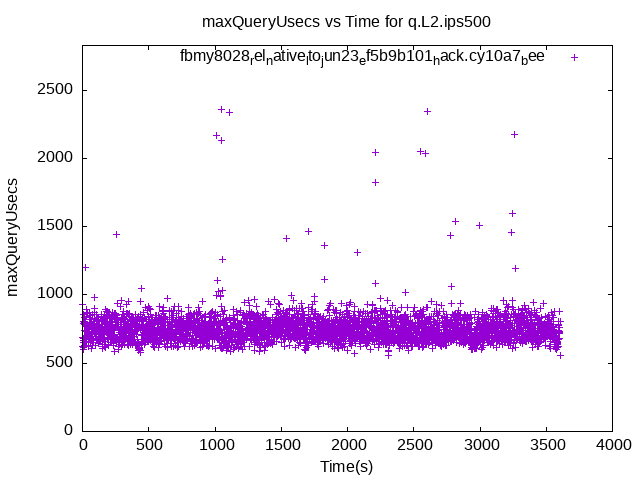 maxQueryUsecs vs Time for q.L2.ips500
fbmy8028relnativeltojun23ef5b9b101hack.cy10a7bee
2500
2000
1500
1000
500
0
maxQueryUsecs
0 500 1000 1500 2000 2500 3000 3500 4000
Time(s)